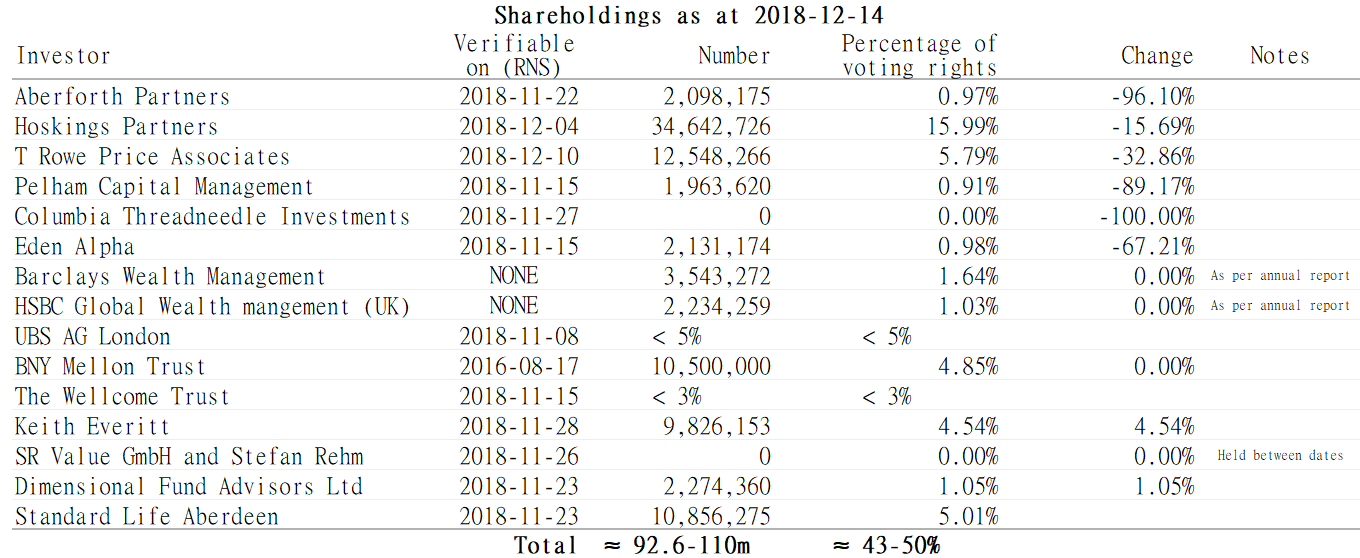 Shareholdings as at 2018-12-14
Investor Verifiable on (RNS) Number Percentage of voting rights Change Notes
Aberforth Partners 2018-11-22 2,098,175 0.97% -96.10%
Hoskings Partners 2018-12-04 34,642,726 15.99% -15.69%
T Rowe Price Associates 2018-12-10 12,548,266 5.79% -32.86%
Pelham Capital Management 2018-11-15 1,963,620 0.91% -89.17%
Columbia Threadneedle Investments 2018-11-27 0 0.00% -100.00%
Eden Alpha 2018-11-15 2,131,174 0.98% -67.21%
Barclays Wealth Management NONE 3,543,272 1.64% 0.00% As per annual report
HSBC Global Wealth mangement (UK) NONE 2,234,259 1.03% 0.00% As per annual report
UBS AG London 2018-11-08 < 5% < 5%
BNY Mellon Trust 2016-08-17 10,500,000 4.85% 0.00%
The Wellcome Trust 2018-11-15 < 3% < 3%
Keith Everitt 2018-11-28 9,826,153 4.54% 4.54%
SR Value GmbH and Stefan Rehm 2018-11-26 0 0.00% 0.00% Held between dates
Dimensional Fund Advisors Ltd 2018-11-23 2,274,360 1.05% 1.05%
Standard Life Aberdeen 2018-11-23 10,856,275 5.01%
Total ≈ 92.6-110m ≈ 43-50%